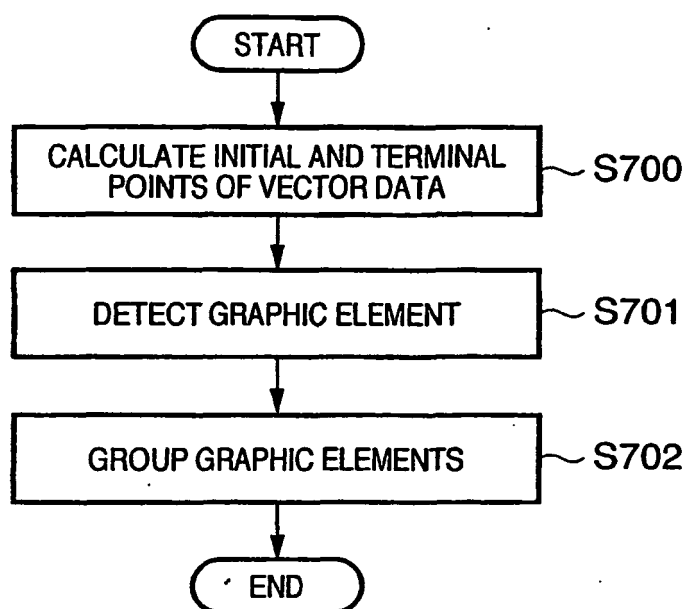 START
CALCULATE INITIAL AND TERMINAL
POINTS OF VECTOR DATA
S700
DETECT GRAPHIC ELEMENT
S701
GROUP GRAPHIC ELEMENTS
S702
END